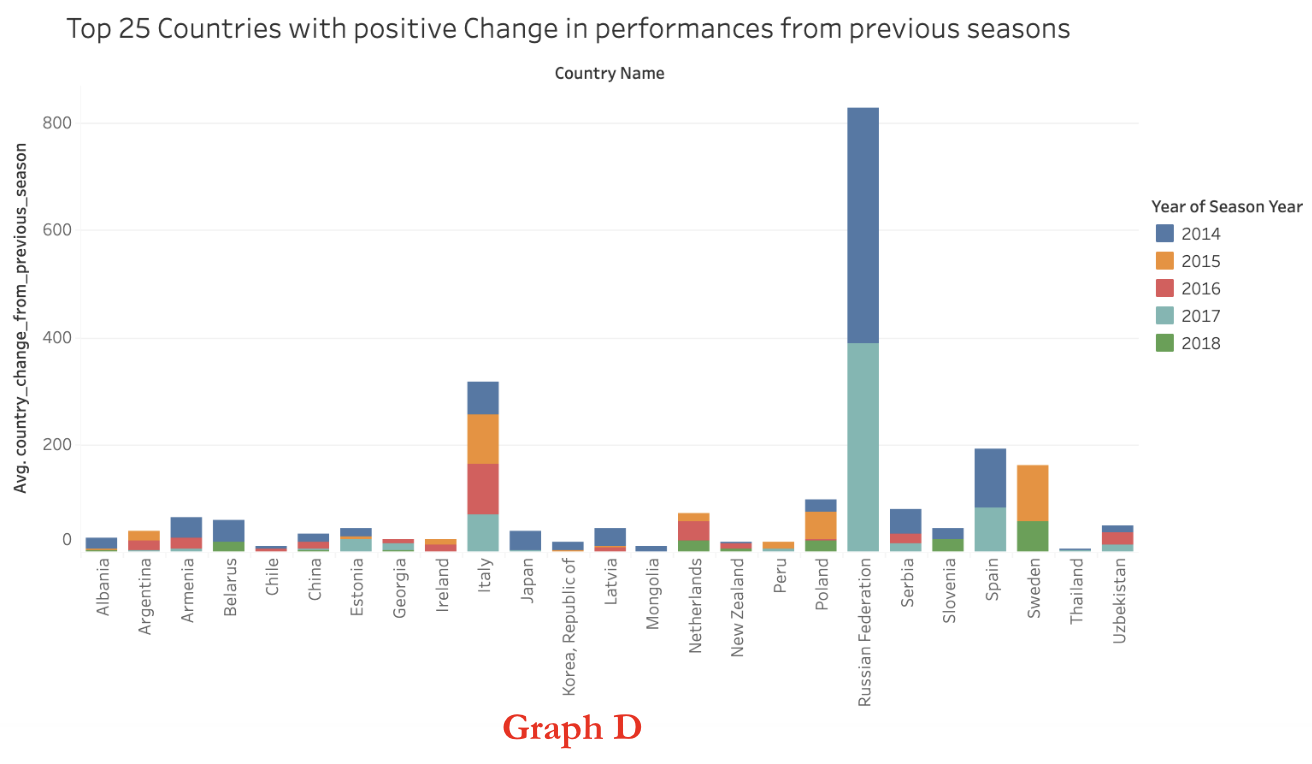 Top 25 Countries with positive Change in performances from previous seasons
Country Name
Avg. country_change_from_previous_season
800
600
400
200
0
Albania
Argentina
Armenia
Belarus
Chile
China
Estonia
Georgia
Ireland
Italy
Japan
Korea, Republic of
Latvia
Mongolia
Netherlands
New Zealand
Peru
Poland
Russian Federation
Serbia
Slovenia
Spain
Sweden
Thailand
Uzbekistan
Year of Season Year
2014
2015
2016
2017
2018
Graph D